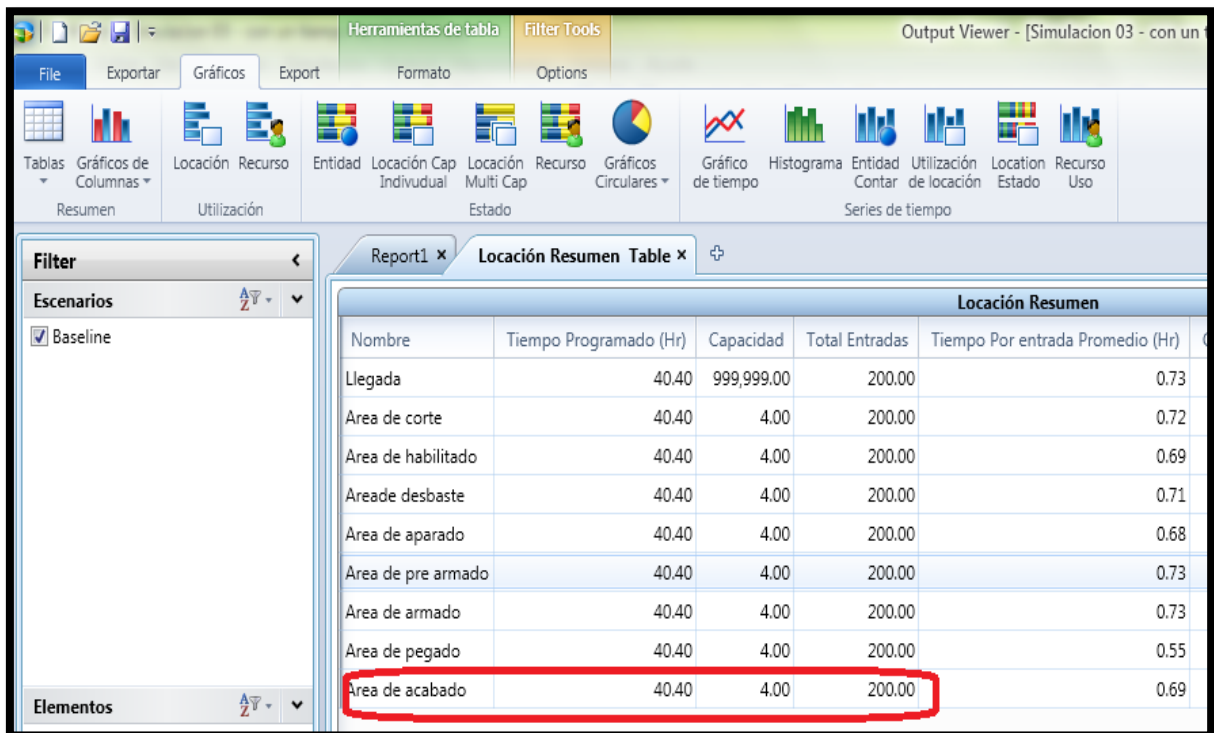 Herramientas de tabla Filter Tools Output Viewer - [Simulacion 03 - con un t
File Exportar Gráficos Export Formato Options
Tablas Gráficos de Columnas Locación Recurso Entidad Locación Cap Indivudual Locación Multi Cap Recurso Gráficos Circulares Gráfico de tiempo Histograma Entidad Contar Utilización de locación Location Estado Recurso Uso
Resumen Utilización Estado Series de tiempo
Filter
Escenarios
Baseline
Elementos
Report1 Locación Resumen Table
Locación Resumen
Nombre Tiempo Programado (Hr) Capacidad Total Entradas Tiempo Por entrada Promedio (Hr)
Llegada 40.40 999,999.00 200.00 0.73
Area de corte 40.40 4.00 200.00 0.72
Area de habilitado 40.40 4.00 200.00 0.69
Areade desbaste 40.40 4.00 200.00 0.71
Area de aparado 40.40 4.00 200.00 0.68
Area de pre armado 40.40 4.00 200.00 0.73
Area de armado 40.40 4.00 200.00 0.73
Area de pegado 40.40 4.00 200.00 0.55
Area de acabado 40.40 4.00 200.00 0.69